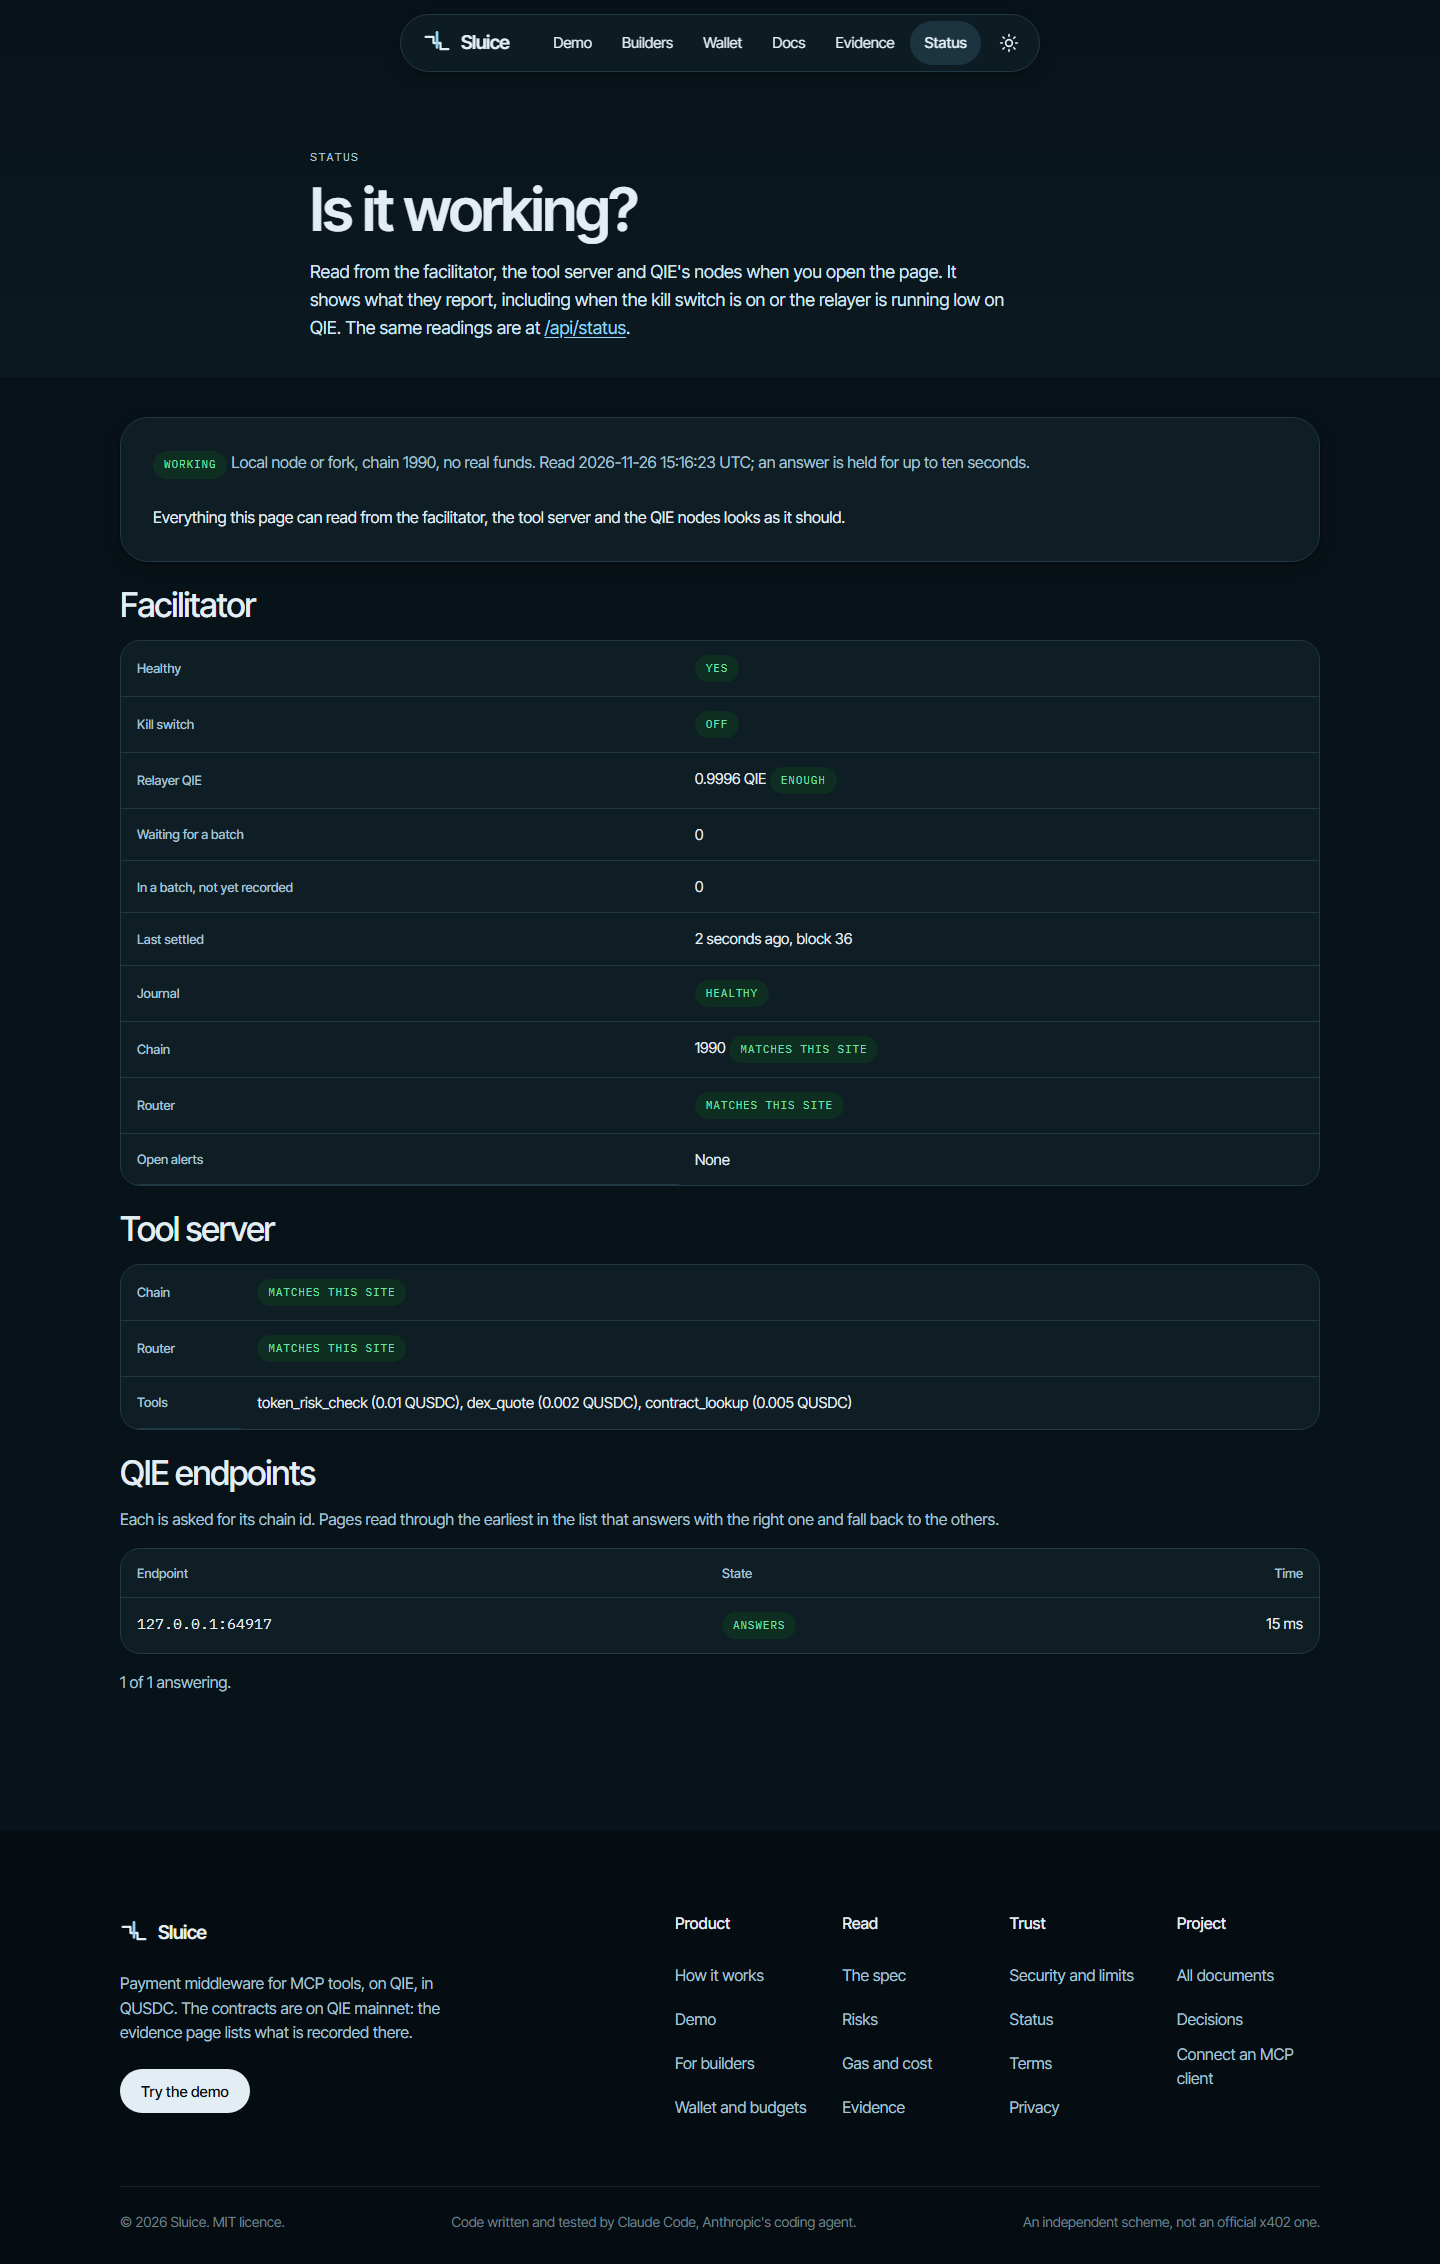 Sluice
Demo
Builders
Wallet
Docs
Evidence
Status
STATUS
Is it working?
Read from the facilitator, the tool server and QIE's nodes when you open the page. It
shows what they report, including when the kill switch is on or the relayer is running low on
QIE. The same readings are at /api/status.
WORKING Local node or fork, chain 1990, no real funds. Read 2026-11-26 15:16:23 UTC; an answer is held for up to ten seconds.
Everything this page can read from the facilitator, the tool server and the QIE nodes looks as it should.
Facilitator
Healthy YES
Kill switch OFF
Relayer QIE 0.9996 QIE ENOUGH
Waiting for a batch 0
In a batch, not yet recorded 0
Last settled 2 seconds ago, block 36
Journal HEALTHY
Chain 1990 MATCHES THIS SITE
Router MATCHES THIS SITE
Open alerts None
Tool server
Chain MATCHES THIS SITE
Router MATCHES THIS SITE
Tools token_risk_check (0.01 QUSDC), dex_quote (0.002 QUSDC), contract_lookup (0.005 QUSDC)
QIE endpoints
Each is asked for its chain id. Pages read through the earliest in the list that answers with the right one and fall back to the others.
Endpoint State Time
127.0.0.1:64917 ANSWERS 15 ms
1 of 1 answering.
Sluice
Payment middleware for MCP tools, on QIE, in
QUSDC. The contracts are on QIE mainnet: the
evidence page lists what is recorded there.
Try the demo
Product
How it works
Demo
For builders
Wallet and budgets
Read
The spec
Risks
Gas and cost
Evidence
Trust
Security and limits
Status
Terms
Privacy
Project
All documents
Decisions
Connect an MCP
client
© 2026 Sluice. MIT licence.
Code written and tested by Claude Code, Anthropic's coding agent.
An independent scheme, not an official x402 one.